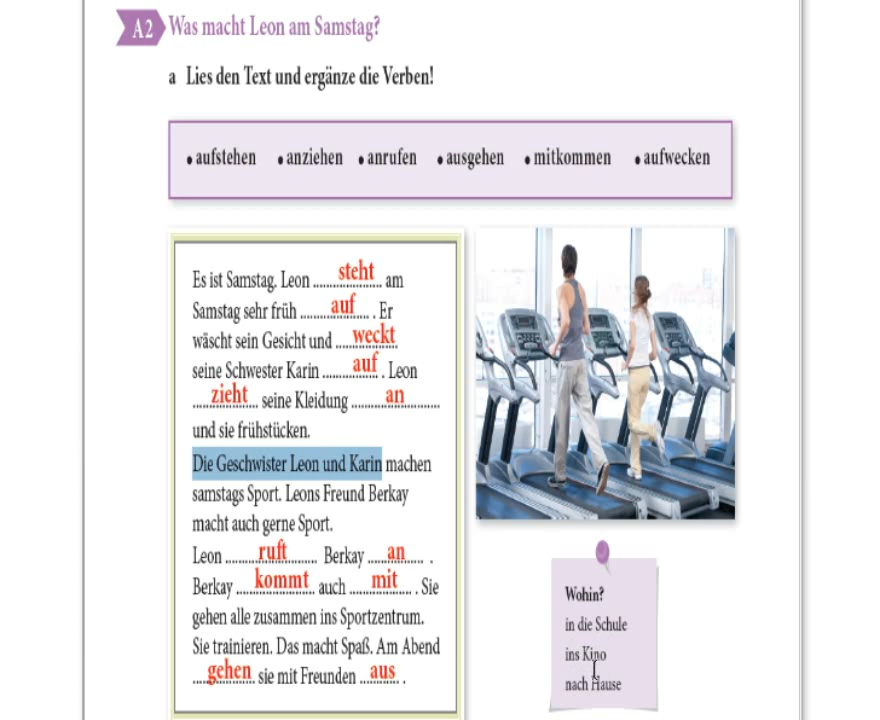 A2 Was macht Leon am Samstag?
a Lies den Text und ergänze die Verben!
• aufstehen • anziehen • anrufen • ausgehen • mitkommen • aufwecken
Es ist Samstag. Leon ...steht... am
Samstag sehr früh ...auf... . Er
wäscht sein Gesicht und ...weckt...
seine Schwester Karin ...auf... . Leon
...zieht... seine Kleidung ...an...
und sie frühstücken.
Die Geschwister Leon und Karin machen
samstags Sport. Leons Freund Berkay
macht auch gerne Sport.
Leon ...ruft... Berkay ...an... .
Berkay ...kommt... auch ...mit... . Sie
gehen alle zusammen ins Sportzentrum.
Sie trainieren. Das macht Spaß. Am Abend
...gehen... sie mit Freunden ...aus... .
Wohin?
in die Schule
ins Kino
nach Hause